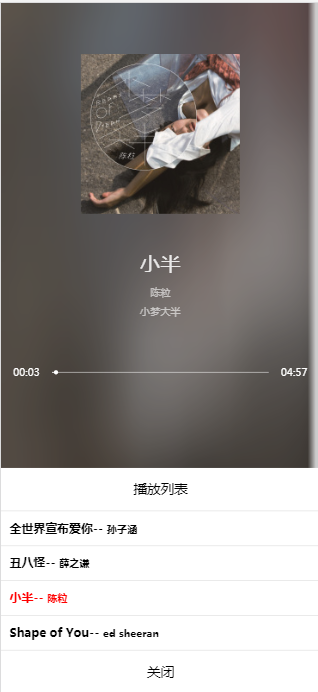 陈粒
小半
陈粒
小梦大半
00:03
04:57
播放列表
全世界宣布爱你-- 孙子涵
丑八怪-- 薛之谦
小半-- 陈粒
Shape of You-- ed sheeran
关闭